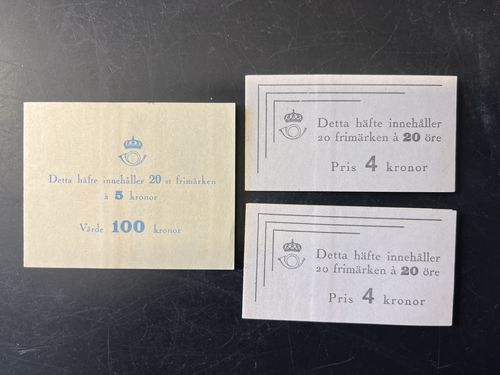 Detta häfte innehåller 20 st frimärken
à 5 kronor
Värde 100 kronor
Detta häfte innehåller
20 frimärken à 20 öre
Pris 4 kronor
Detta häfte innehåller
20 frimärken à 20 öre
Pris 4 kronor